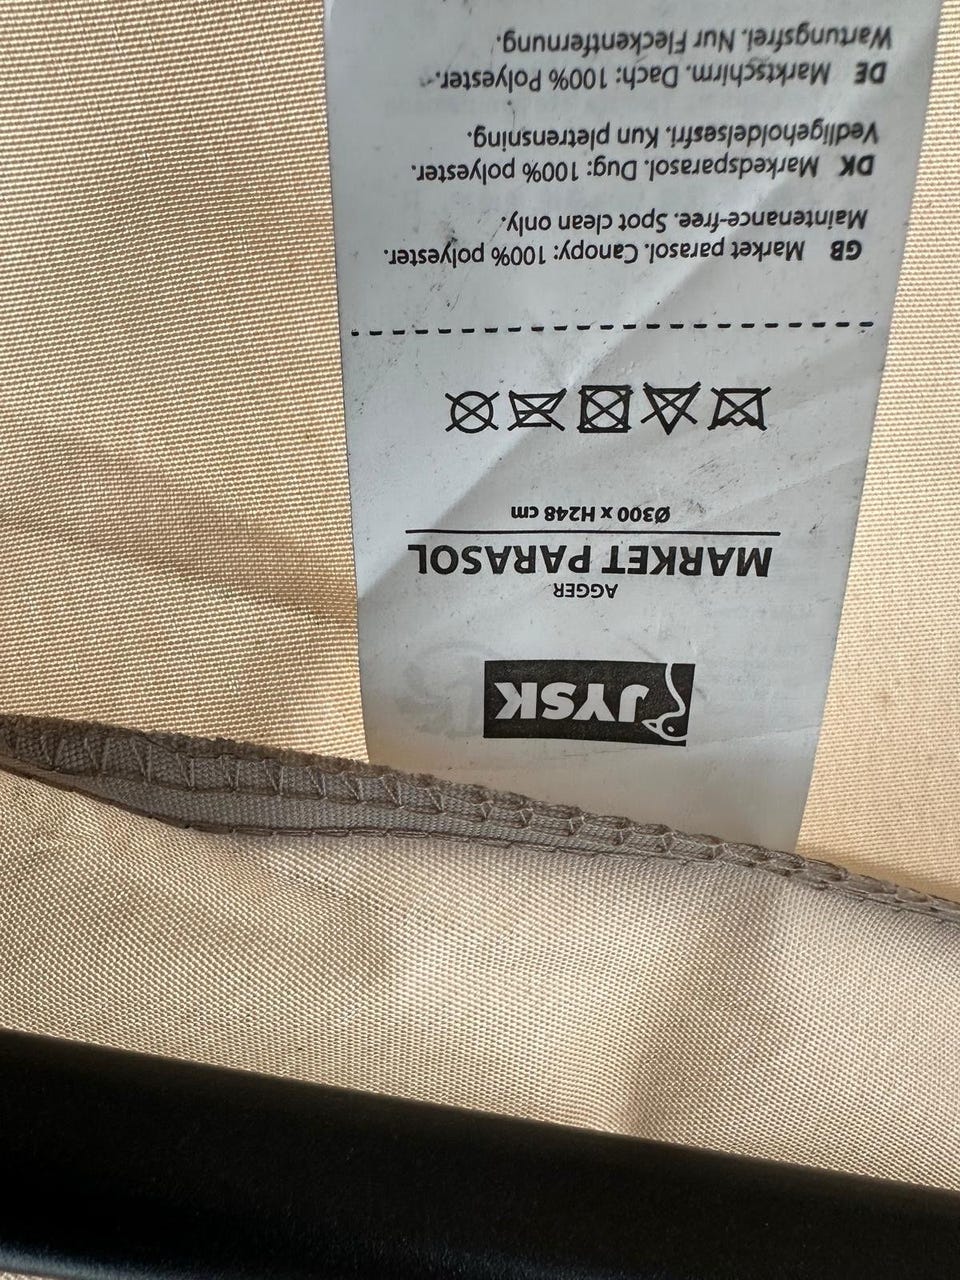 JYSK
AGGER
MARKET PARASOL
Ø300 x H248 cm
GB Market parasol. Canopy: 100% polyester.
Maintenance-free. Spot clean only.
DK Markedsparasol. Dug: 100% polyester.
Vedligeholdelsesfri. Kun pletrensning.
DE Marktschirm. Dach: 100% Polyester.
Wartungsfrei. Nur Fleckentfernung.